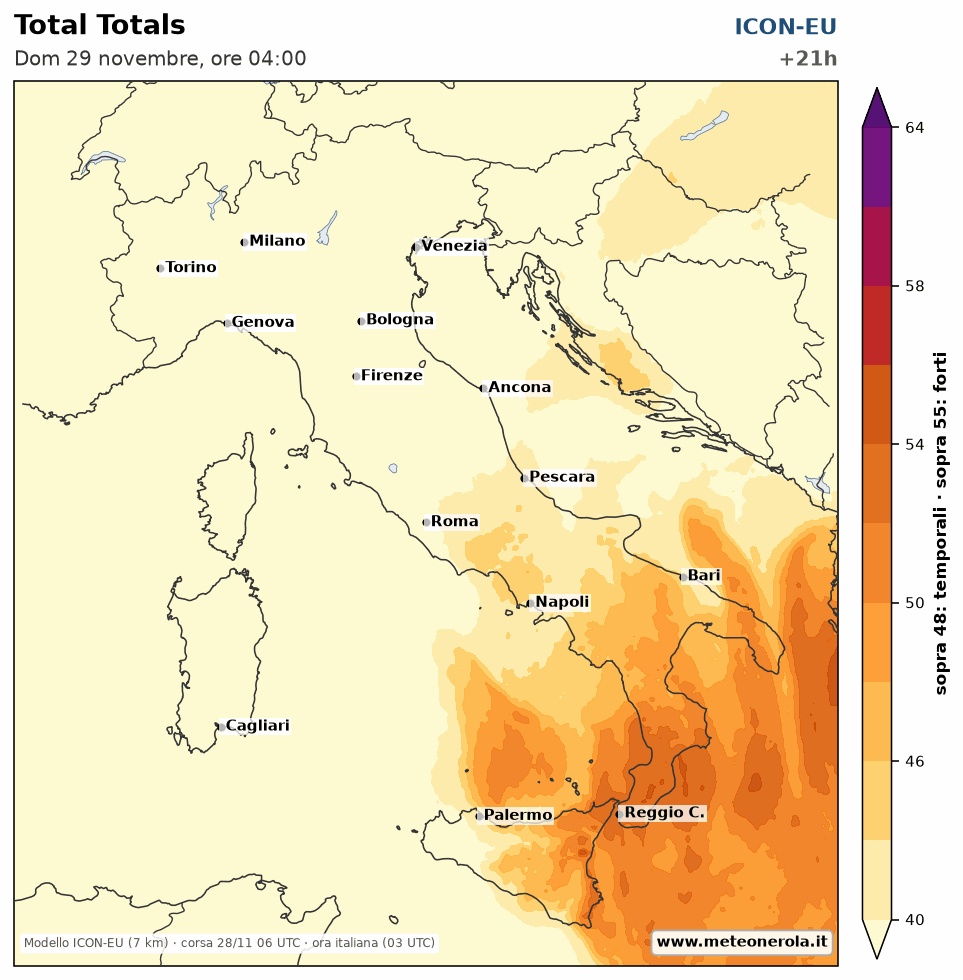 Total Totals
ICON-EU
Dom 29 novembre, ore 04:00
+21h
Milano
Venezia
Torino
Genova
Bologna
Firenze
Ancona
Pescara
Roma
Bari
Napoli
Cagliari
Palermo
Reggio C.
64
58
54
50
46
40
sopra 48: temporali · sopra 55: forti
Modello ICON-EU (7 km) · corsa 28/11 06 UTC · ora italiana (03 UTC)
www.meteonerola.it